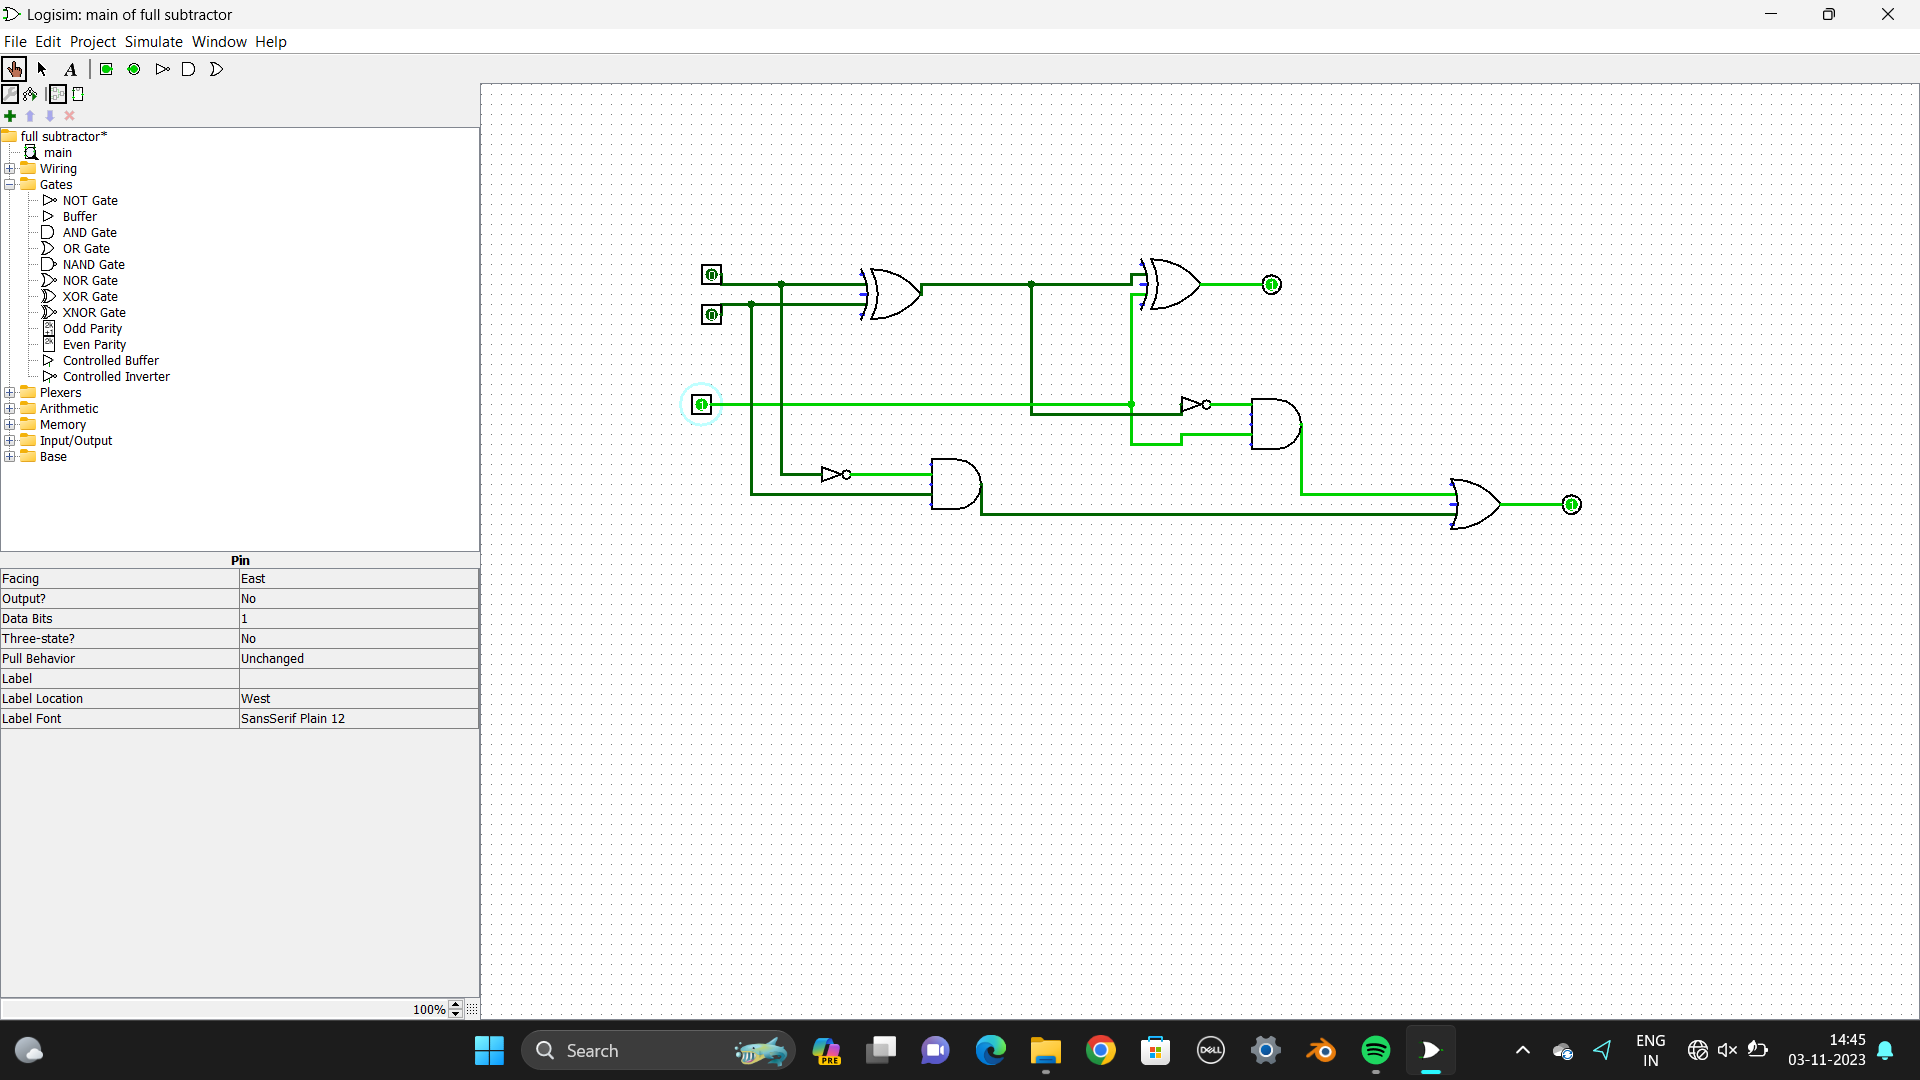 Logisim: main of full subtractor
File Edit Project Simulate Window Help
A
full subtractor*
main
Wiring
Gates
NOT Gate
Buffer
AND Gate
OR Gate
NAND Gate
NOR Gate
XOR Gate
XNOR Gate
Odd Parity
Even Parity
Controlled Buffer
Controlled Inverter
Plexers
Arithmetic
Memory
Input/Output
Base
Pin
Facing East
Output? No
Data Bits 1
Three-state? No
Pull Behavior Unchanged
Label
Label Location West
Label Font SansSerif Plain 12
100%
0
1
0
1
1
Search
PRE
DELL
ENG
IN
14:45
03-11-2023